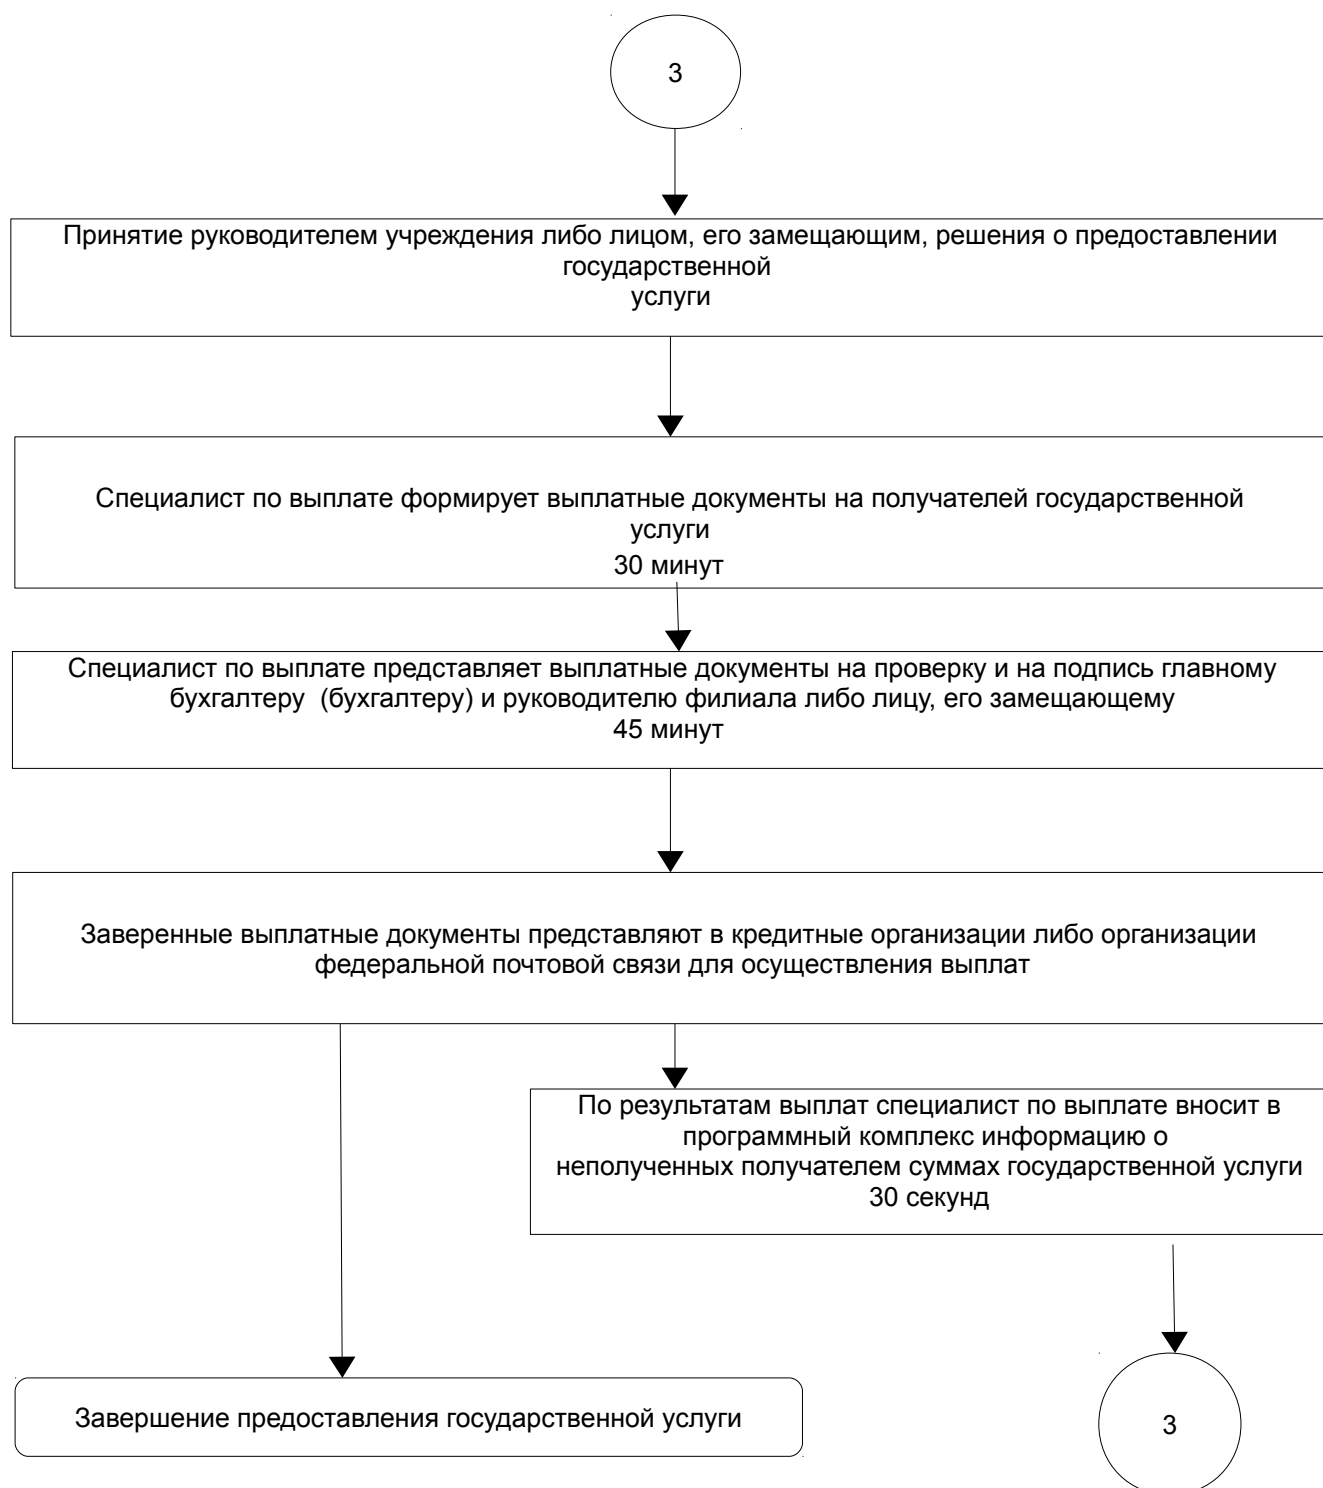 3
Принятие руководителем учреждения либо лицом, его замещающим, решения о предоставлении
государственной
услуги
Специалист по выплате формирует выплатные документы на получателей государственной
услуги
30 минут
Специалист по выплате представляет выплатные документы на проверку и на подпись главному
бухгалтеру  (бухгалтеру) и руководителю филиала либо лицу, его замещающему
45 минут
Заверенные выплатные документы представляют в кредитные организации либо организации
федеральной почтовой связи для осуществления выплат
По результатам выплат специалист по выплате вносит в
программный комплекс информацию о
неполученных получателем суммах государственной услуги
30 секунд
Завершение предоставления государственной услуги
3